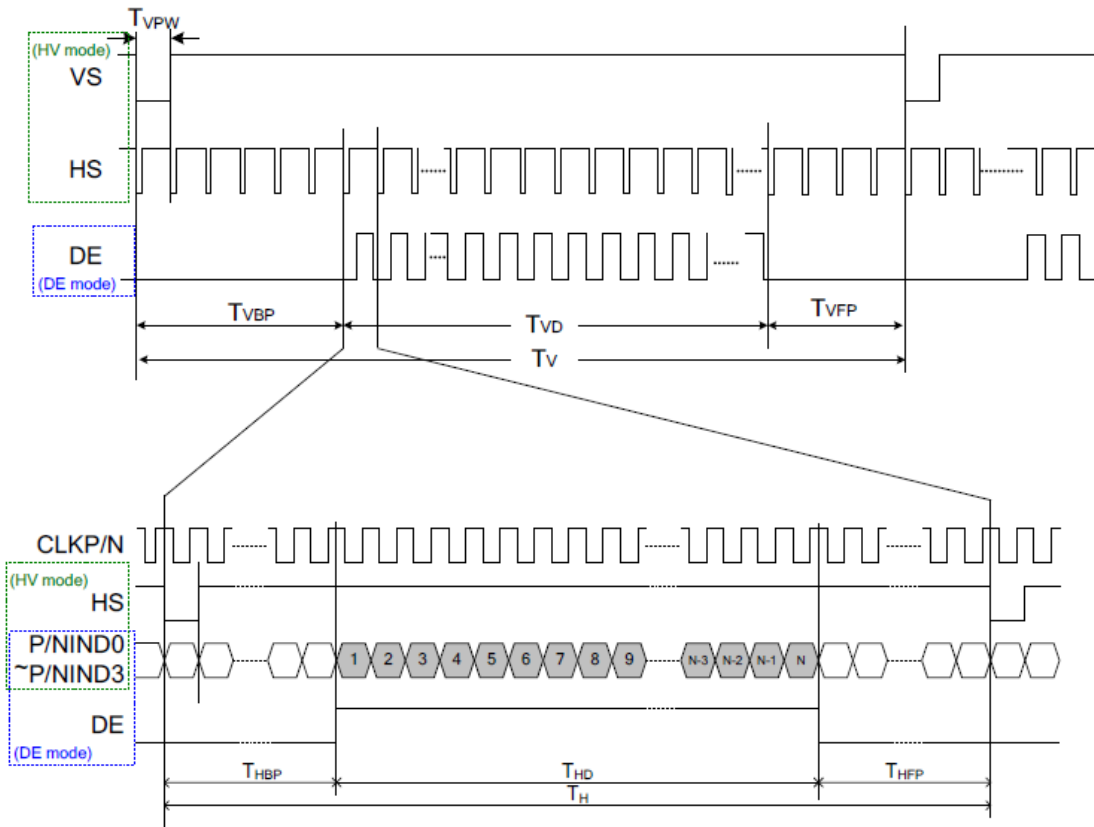 TVPW
(HV mode)
VS
HS
DE
(DE mode)
TVBP
TVD
TVFP
TV
CLKP/N
(HV mode)
HS
P/NIND0
~P/NIND3
1 2 3 4 5 6 7 8 9 N-3 N-2 N-1 N
DE
(DE mode)
THBP
THD
THFP
TH